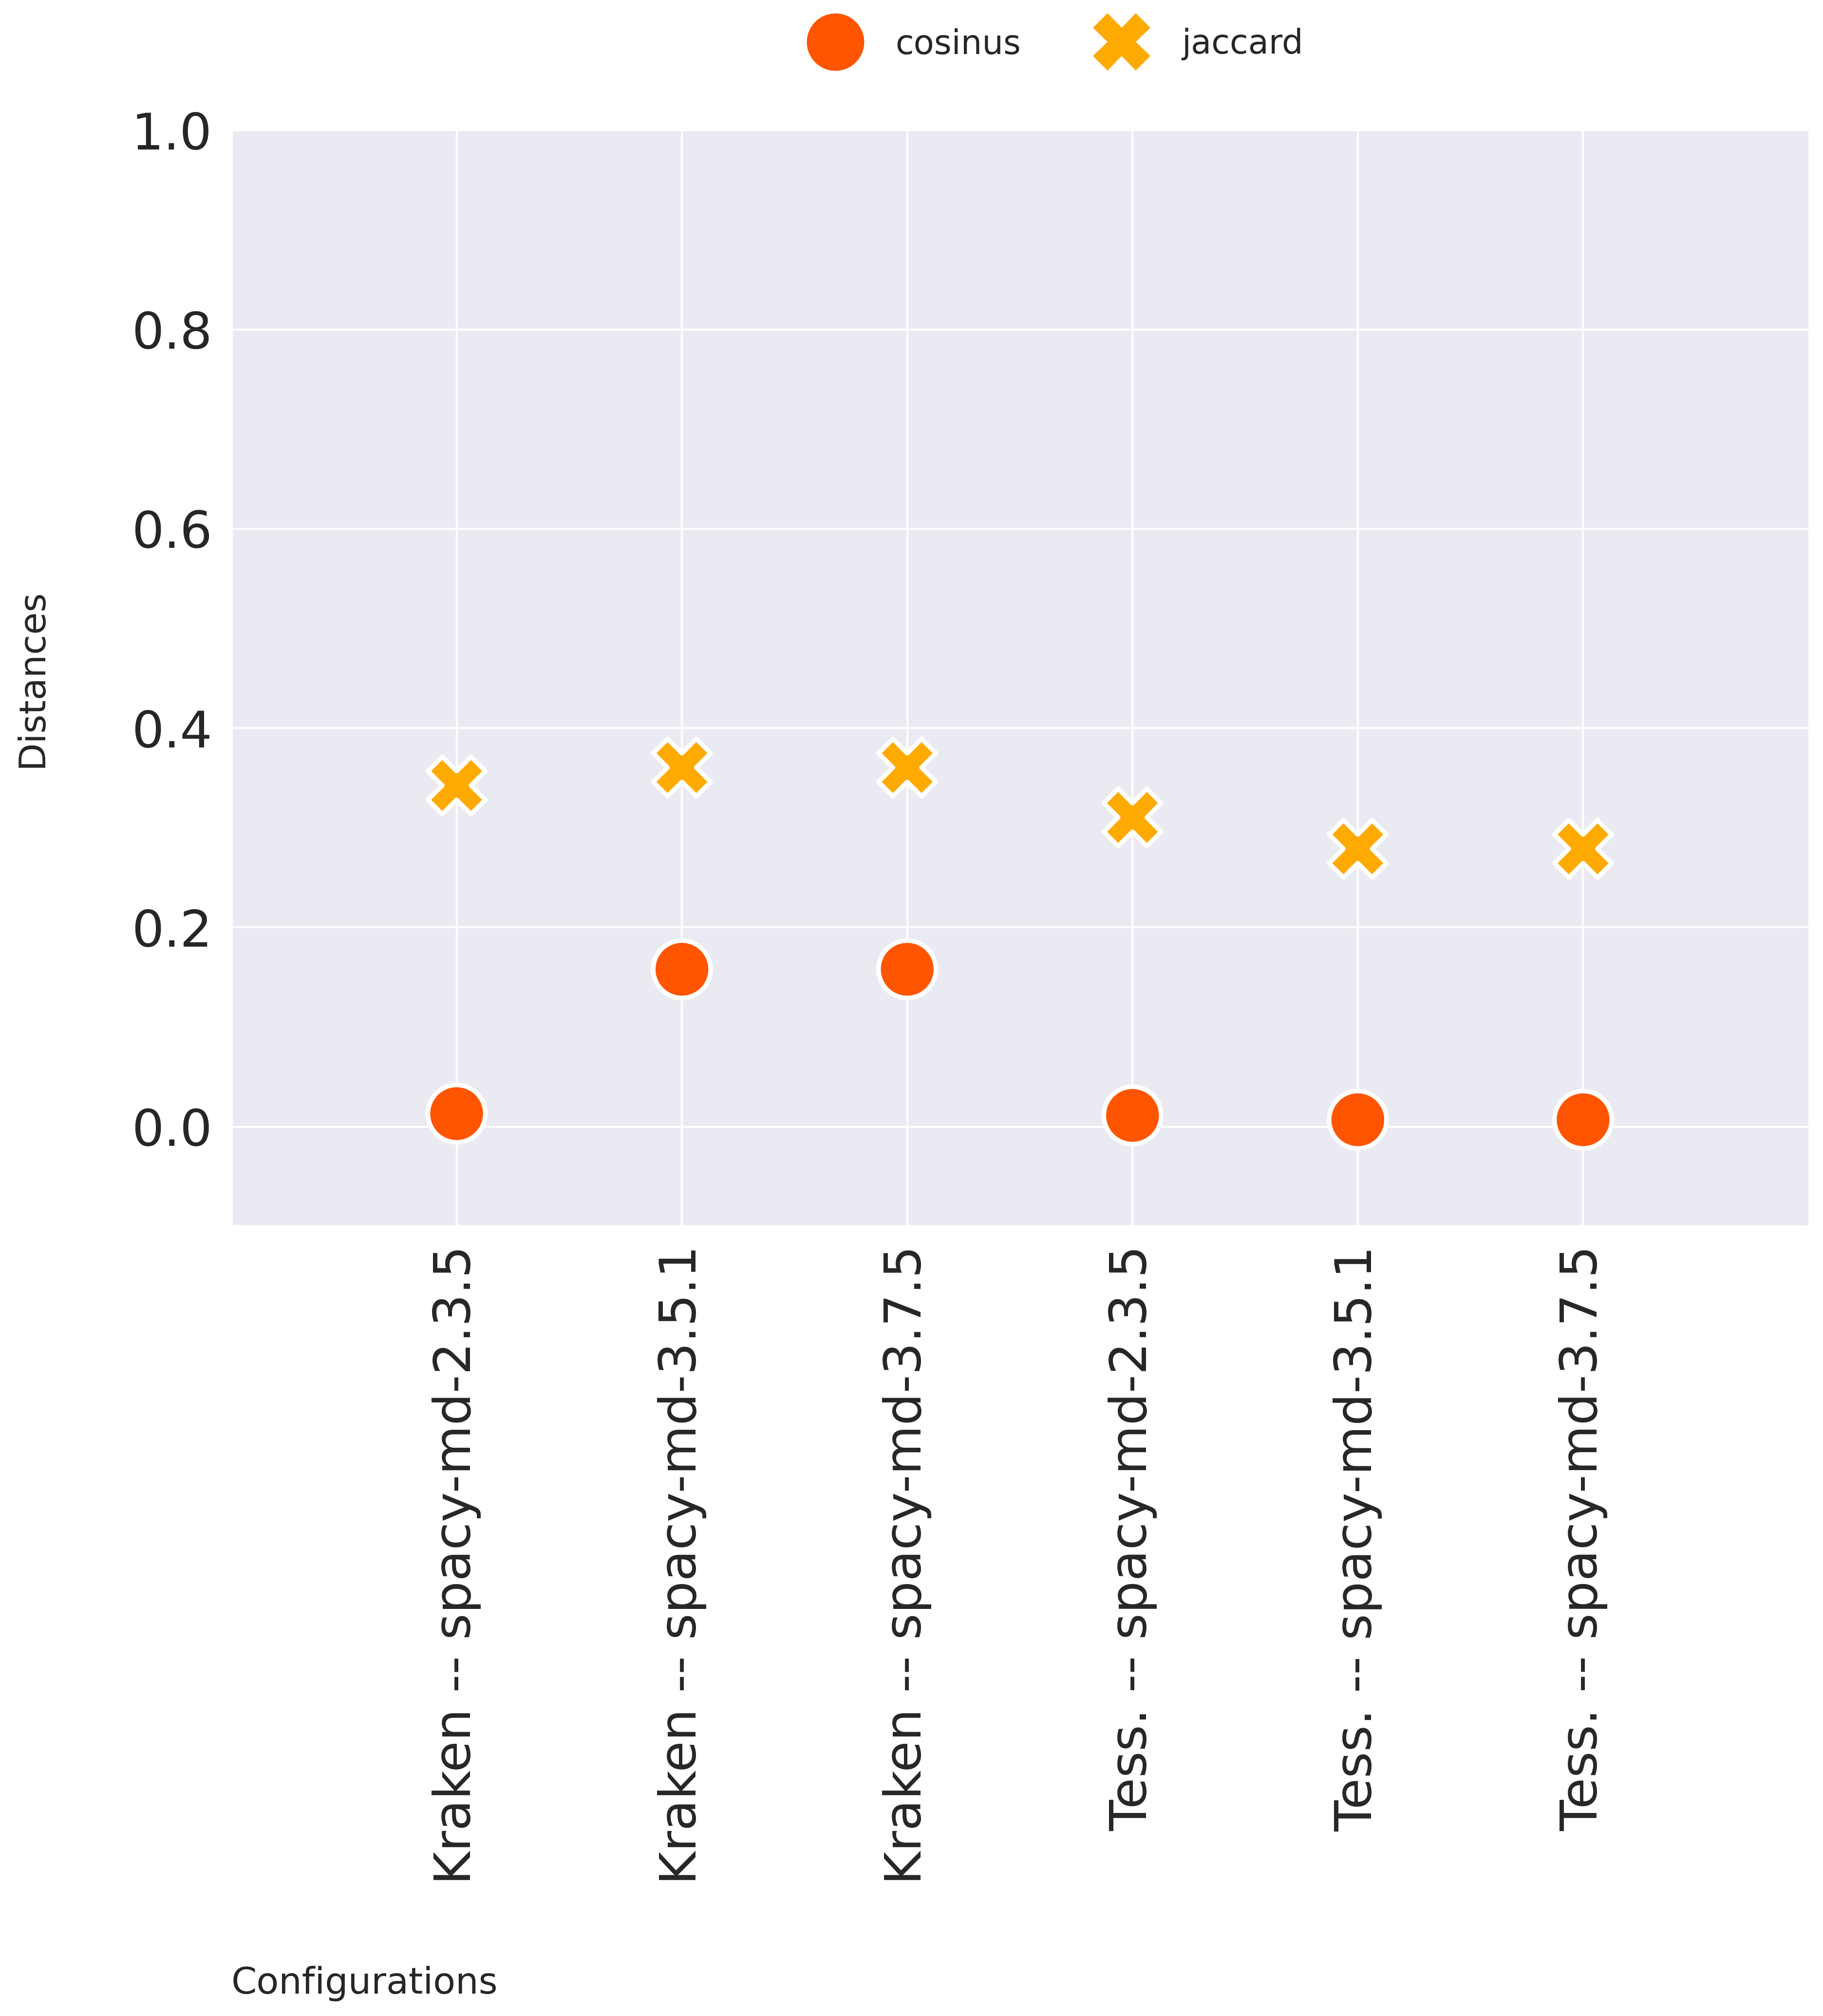 cosinus jaccard
1.0
0.8
0.6
0.4
0.2
0.0
Distances
Kraken -- spacy-md-2.3.5
Kraken -- spacy-md-3.5.1
Kraken -- spacy-md-3.7.5
Tess. -- spacy-md-2.3.5
Tess. -- spacy-md-3.5.1
Tess. -- spacy-md-3.7.5
Configurations